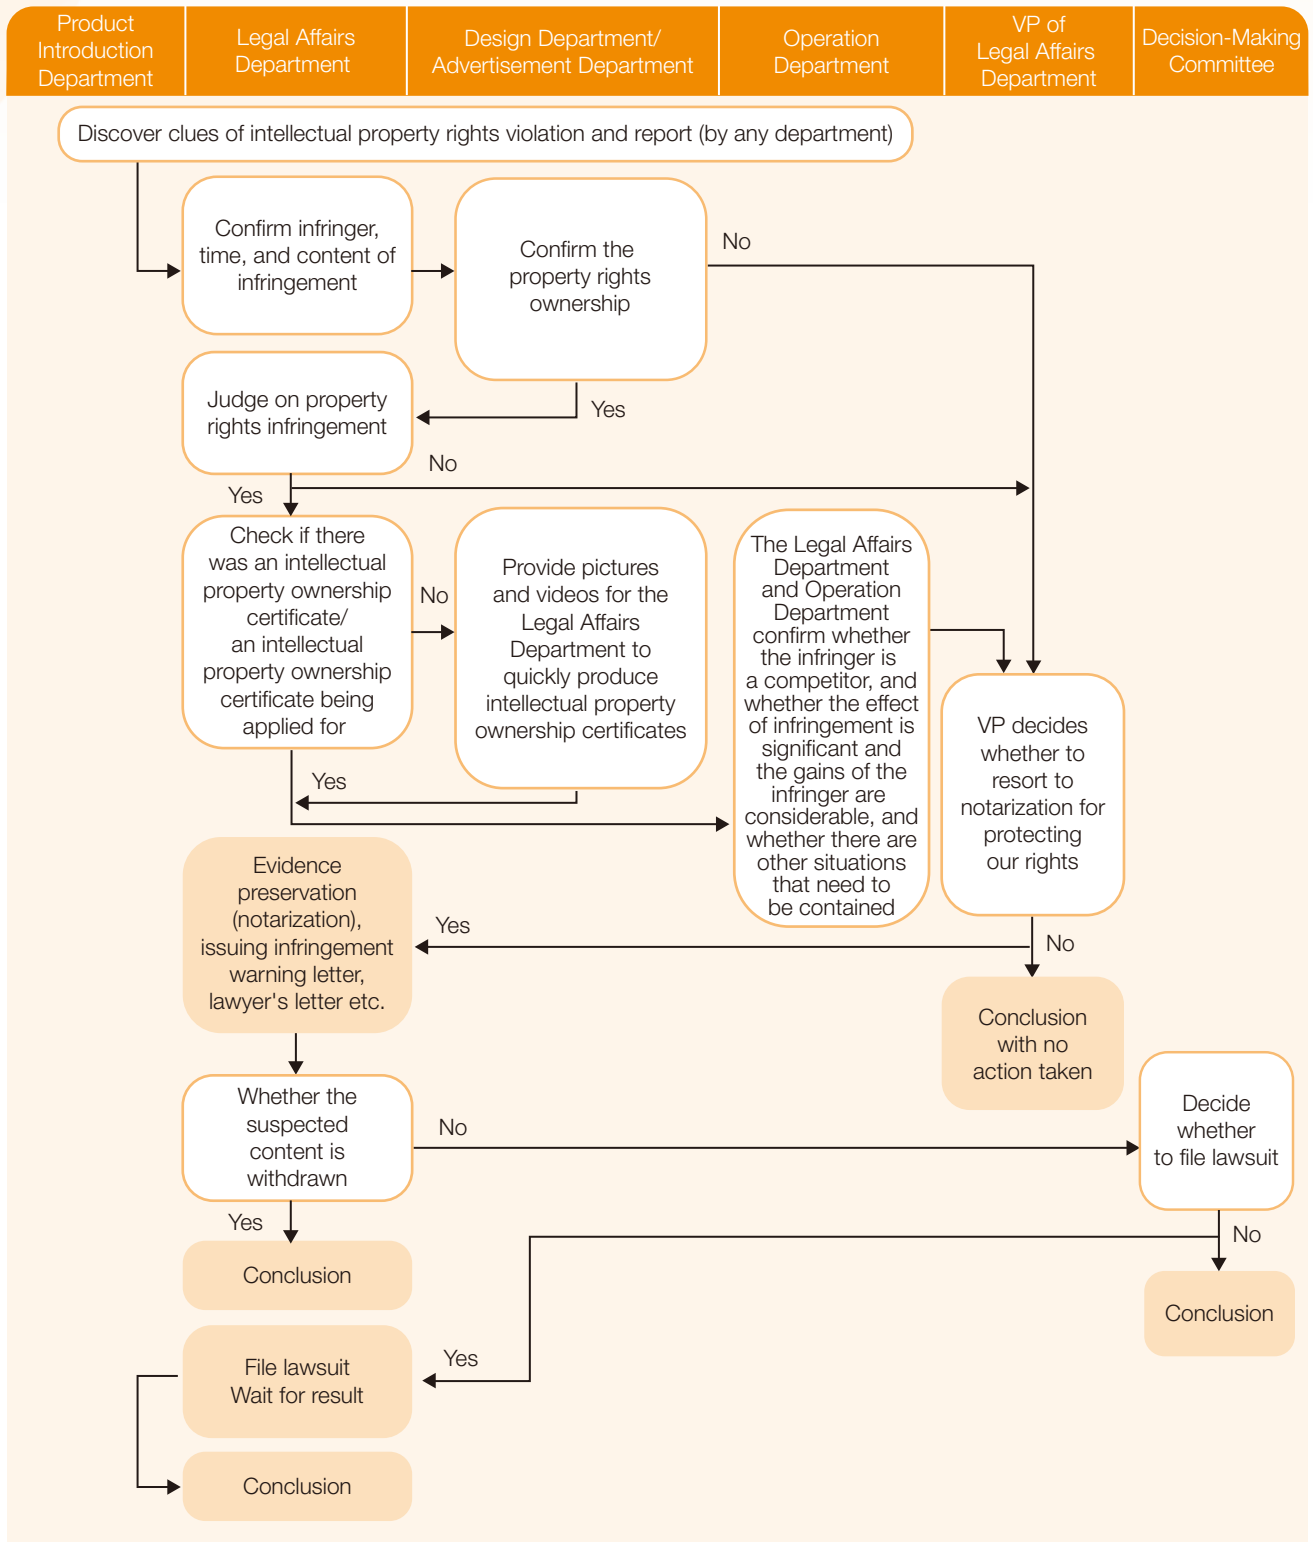 Product
Introduction
Department
Legal Affairs
Department
Design Department/
Advertisement Department
Operation
Department
VP of
Legal Affairs
Department
Decision-Making
Committee
Discover clues of intellectual property rights violation and report (by any department)
Confirm infringer,
time, and content of
infringement
Confirm the
property rights
ownership
No
Yes
Judge on property
rights infringement
No
Yes
Check if there
was an intellectual
property ownership
certificate/
an intellectual
property ownership
certificate being
applied for
No
Provide pictures
and videos for the
Legal Affairs
Department to
quickly produce
intellectual property
ownership certificates
Yes
The Legal Affairs
Department
and Operation
Department
confirm whether
the infringer is
a competitor, and
whether the effect
of infringement is
significant and
the gains of the
infringer are
considerable, and
whether there are
other situations
that need to
be contained
VP decides
whether to
resort to
notarization for
protecting
our rights
Yes
No
Evidence
preservation
(notarization),
issuing infringement
warning letter,
lawyer's letter etc.
Conclusion
with no
action taken
Whether the
suspected
content is
withdrawn
No
Decide
whether
to file lawsuit
Yes
No
Conclusion
Conclusion
Yes
File lawsuit
Wait for result
Conclusion